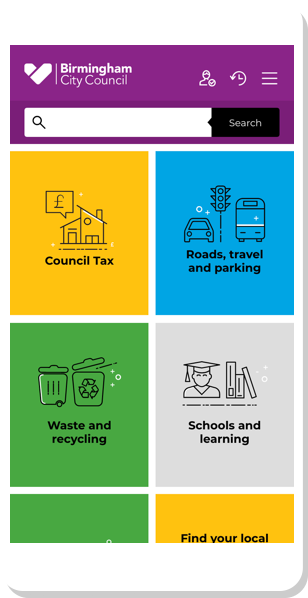 Birmingham
City Council
Search
£
Council Tax
Roads, travel
and parking
Waste and
recycling
Schools and
learning
Find your local